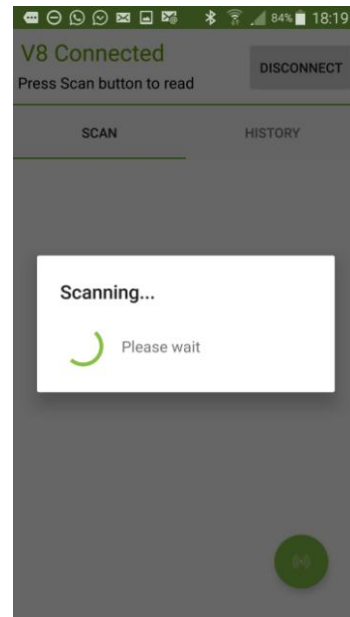 84% 18:19
V8 Connected
Press Scan button to read
DISCONNECT
SCAN
HISTORY
Scanning...
Please wait